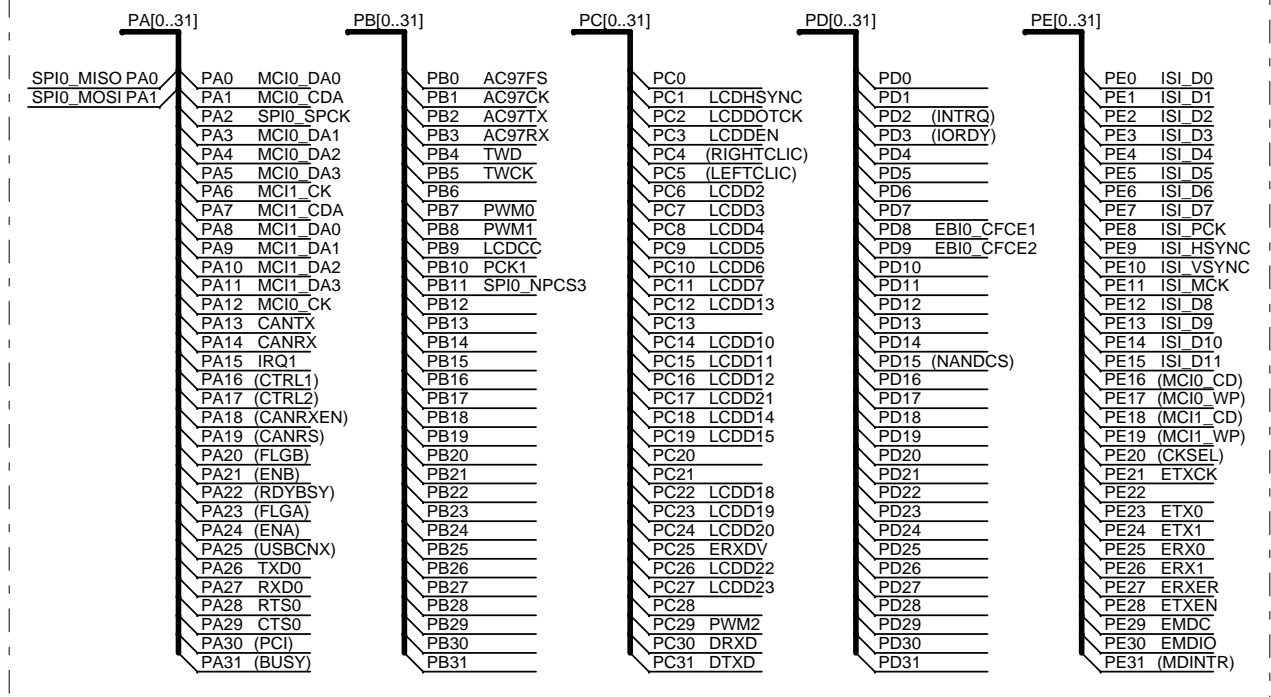 PA[0..31] PB[0..31] PC[0..31] PD[0..31] PE[0..31]
SPI0_MISO PA0 PA0 MCI0_DA0 PB0 AC97FS PC0 PD0 PE0 ISI_D0
SPI0_MOSI PA1 PA1 MCI0_CDA PB1 AC97CK PC1 LCDHSYNC PD1 PE1 ISI_D1
PA2 SPI0_SPCK PB2 AC97TX PC2 LCDDOTCK PD2 (INTRQ) PE2 ISI_D2
PA3 MCI0_DA1 PB3 AC97RX PC3 LCDDEN PD3 (IORDY) PE3 ISI_D3
PA4 MCI0_DA2 PB4 TWD PC4 (RIGHTCLIC) PD4 PE4 ISI_D4
PA5 MCI0_DA3 PB5 TWCK PC5 (LEFTCLIC) PD5 PE5 ISI_D5
PA6 MCI1_CK PB6 PC6 LCDD2 PD6 PE6 ISI_D6
PA7 MCI1_CDA PB7 PWM0 PC7 LCDD3 PD7 PE7 ISI_D7
PA8 MCI1_DA0 PB8 PWM1 PC8 LCDD4 PD8 EBI0_CFCE1 PE8 ISI_PCK
PA9 MCI1_DA1 PB9 LCDCC PC9 LCDD5 PD9 EBI0_CFCE2 PE9 ISI_HSYNC
PA10 MCI1_DA2 PB10 PCK1 PC10 LCDD6 PD10 PE10 ISI_VSYNC
PA11 MCI1_DA3 PB11 SPI0_NPCS3 PC11 LCDD7 PD11 PE11 ISI_MCK
PA12 MCI0_CK PB12 PC12 LCDD13 PD12 PE12 ISI_D8
PA13 CANTX PB13 PC13 PD13 PE13 ISI_D9
PA14 CANRX PB14 PC14 LCDD10 PD14 PE14 ISI_D10
PA15 IRQ1 PB15 PC15 LCDD11 PD15 (NANDCS) PE15 ISI_D11
PA16 (CTRL1) PB16 PC16 LCDD12 PD16 PE16 (MCI0_CD)
PA17 (CTRL2) PB17 PC17 LCDD21 PD17 PE17 (MCI0_WP)
PA18 (CANRXEN) PB18 PC18 LCDD14 PD18 PE18 (MCI1_CD)
PA19 (CANRS) PB19 PC19 LCDD15 PD19 PE19 (MCI1_WP)
PA20 (FLGB) PB20 PC20 PD20 PE20 (CKSEL)
PA21 (ENB) PB21 PC21 PD21 PE21 ETXCK
PA22 (RDYBSY) PB22 PC22 LCDD18 PD22 PE22
PA23 (FLGA) PB23 PC23 LCDD19 PD23 PE23 ETX0
PA24 (ENA) PB24 PC24 LCDD20 PD24 PE24 ETX1
PA25 (USBCNX) PB25 PC25 ERXDV PD25 PE25 ERX0
PA26 TXD0 PB26 PC26 LCDD22 PD26 PE26 ERX1
PA27 RXD0 PB27 PC27 LCDD23 PD27 PE27 ERXER
PA28 RTS0 PB28 PC28 PD28 PE28 ETXEN
PA29 CTS0 PB29 PC29 PWM2 PD29 PE29 EMDC
PA30 (PCI) PB30 PC30 DRXD PD30 PE30 EMDIO
PA31 (BUSY) PB31 PC31 DTXD PD31 PE31 (MDINTR)